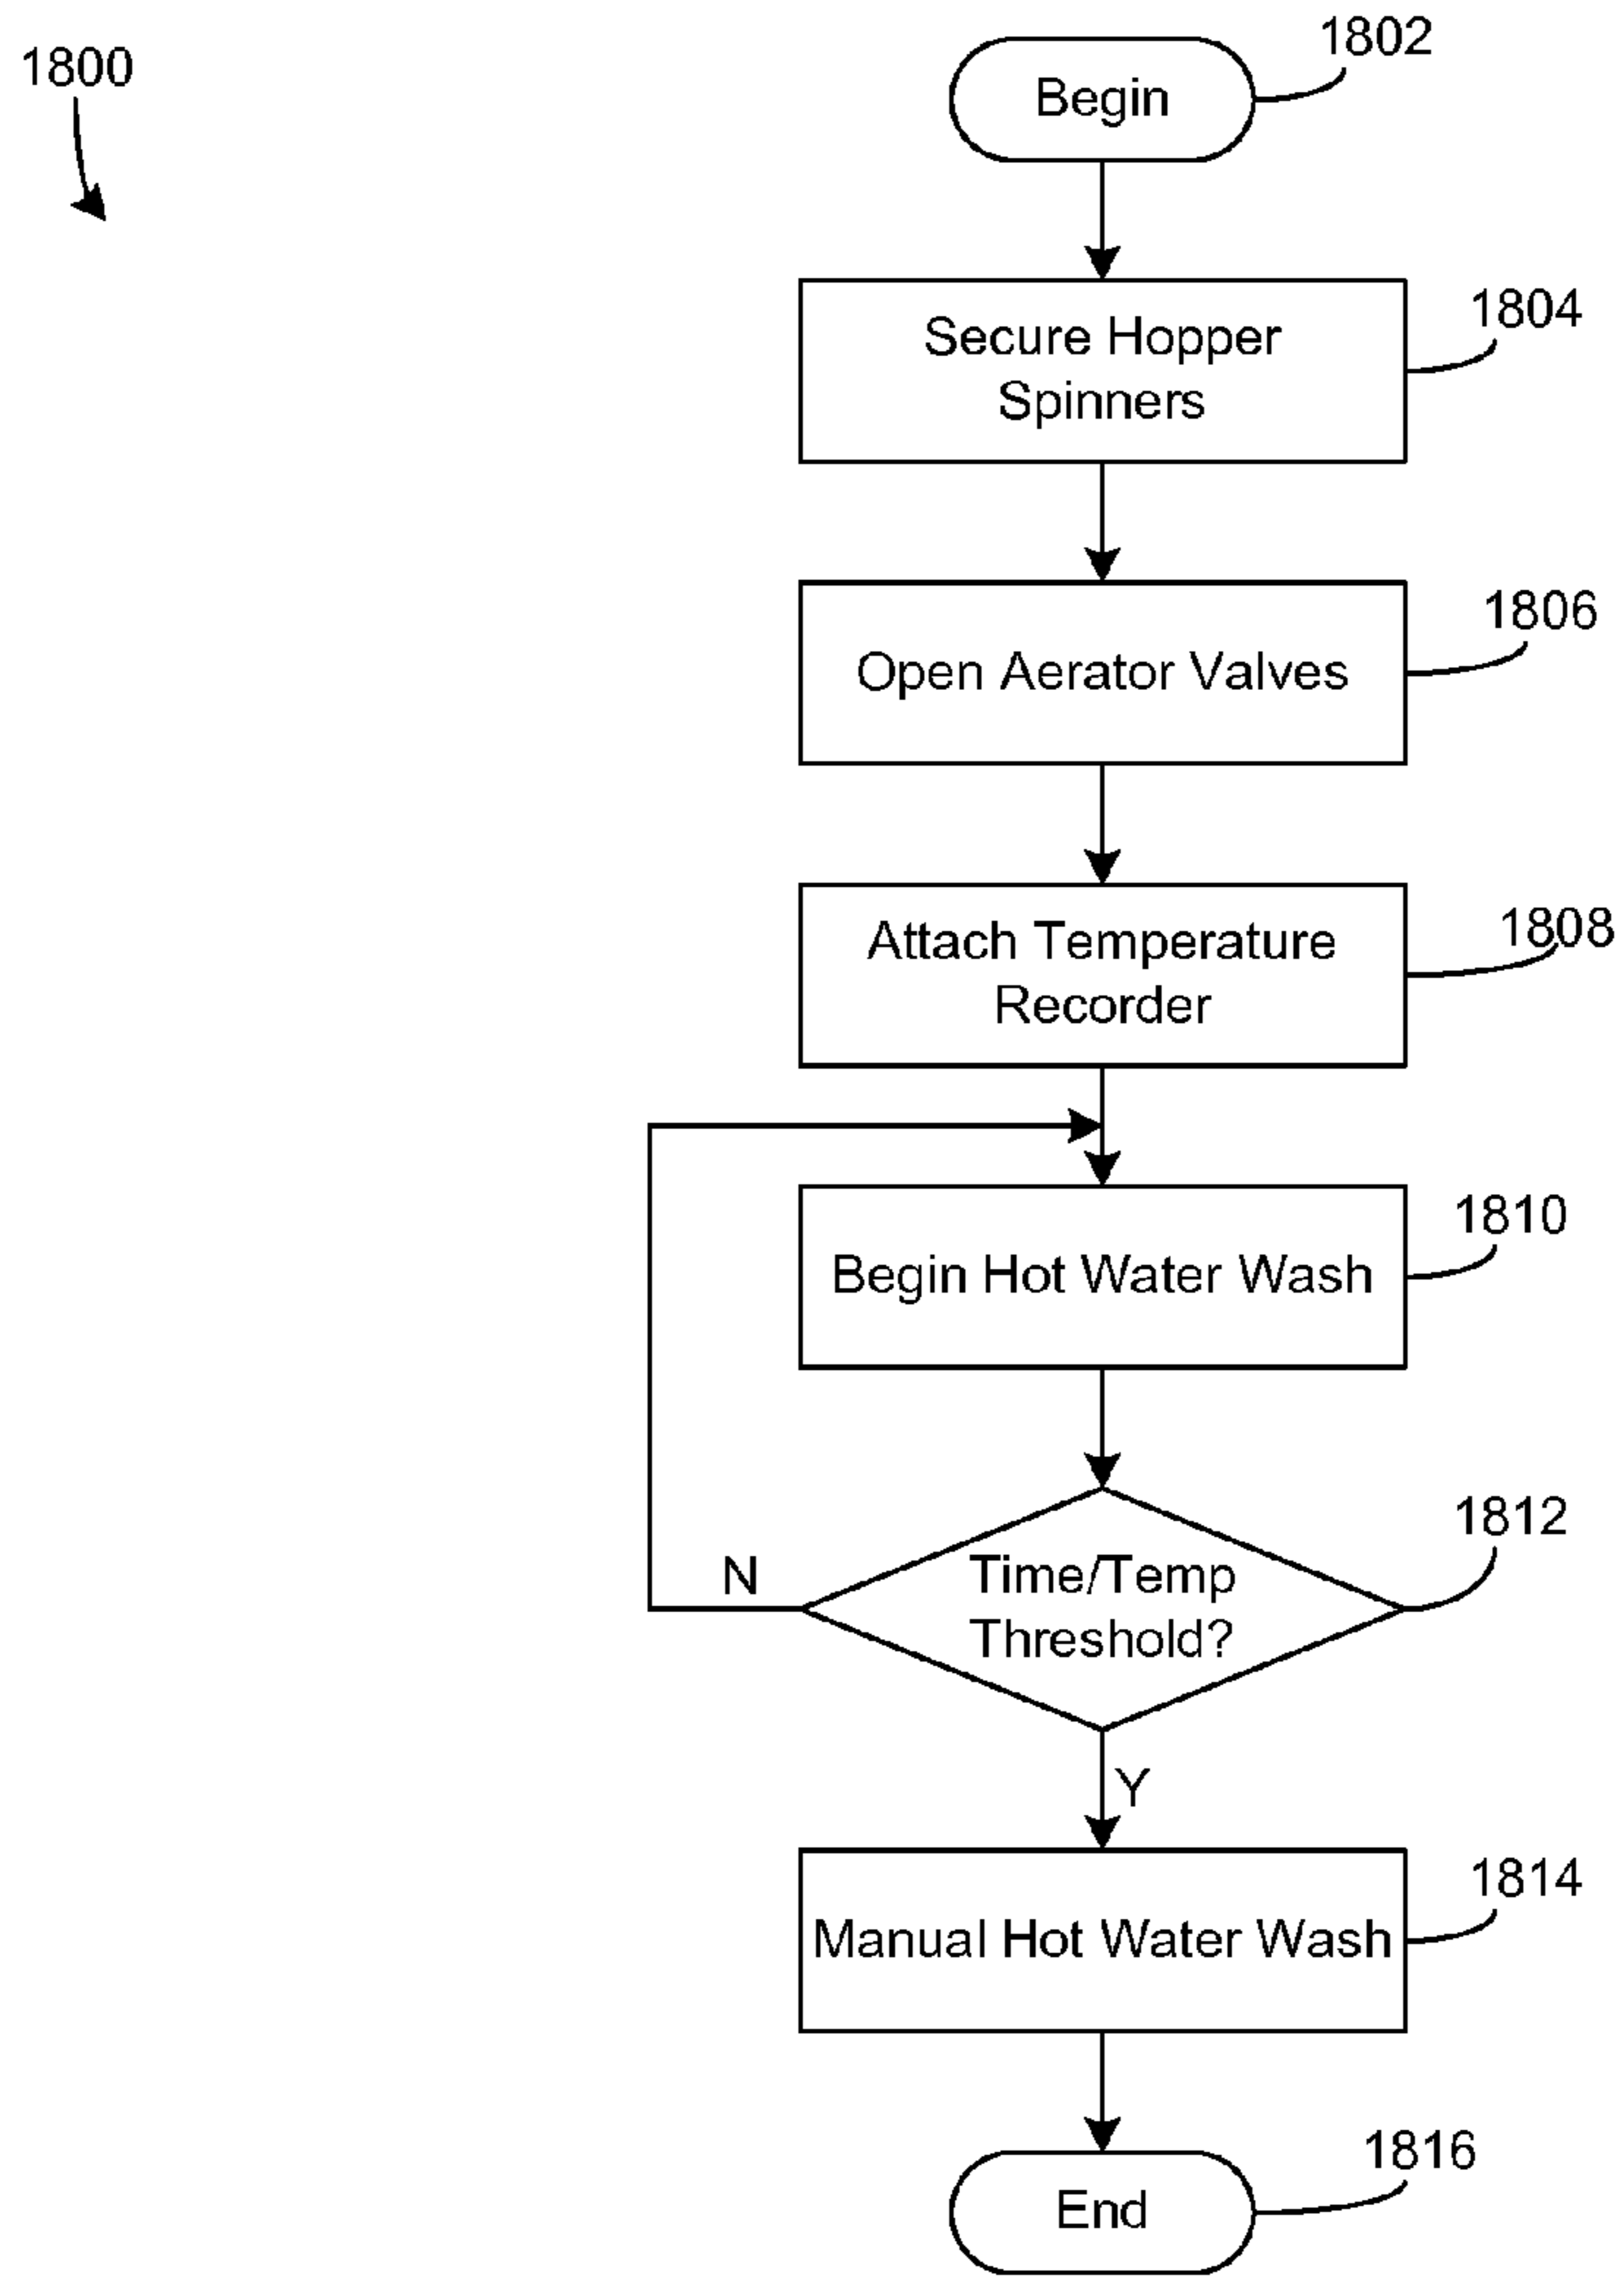 1800
1802
Begin
1804
Secure Hopper
Spinners
1806
Open Aerator Valves
1808
Attach Temperature
Recorder
1810
Begin Hot Water Wash
1812
N
Time/Temp
Threshold?
Y
1814
Manual Hot Water Wash
1816
End